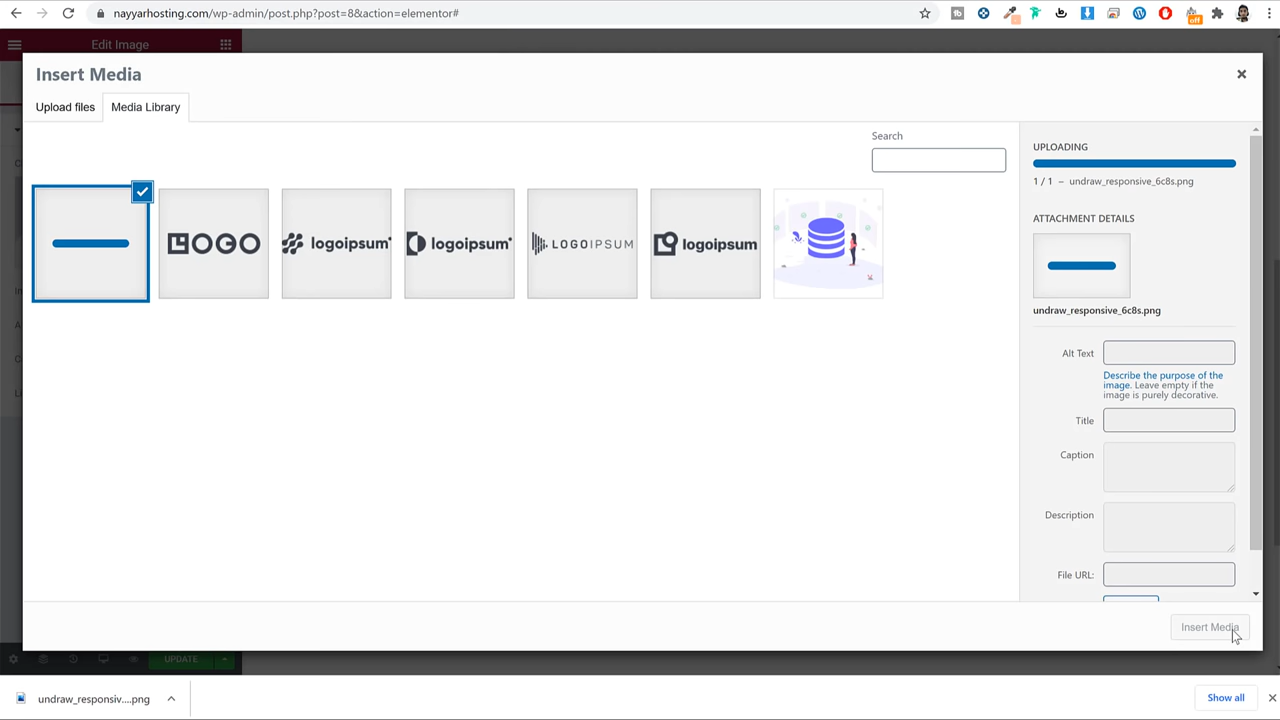 nayyarhosting.com/wp-admin/post.php?post=8&action=elementor#
off
Edit Image
Insert Media
Upload files
Media Library
Search
LOGO
logoipsum
logoipsum
LOGOIPSUM
logoipsum
UPLOADING
1 / 1 – undraw_responsive_6c8s.png
ATTACHMENT DETAILS
undraw_responsive_6c8s.png
Alt Text
Describe the purpose of the
image. Leave empty if the
image is purely decorative.
Title
Caption
Description
File URL:
Insert Media
UPDATE
undraw_responsiv....png
Show all